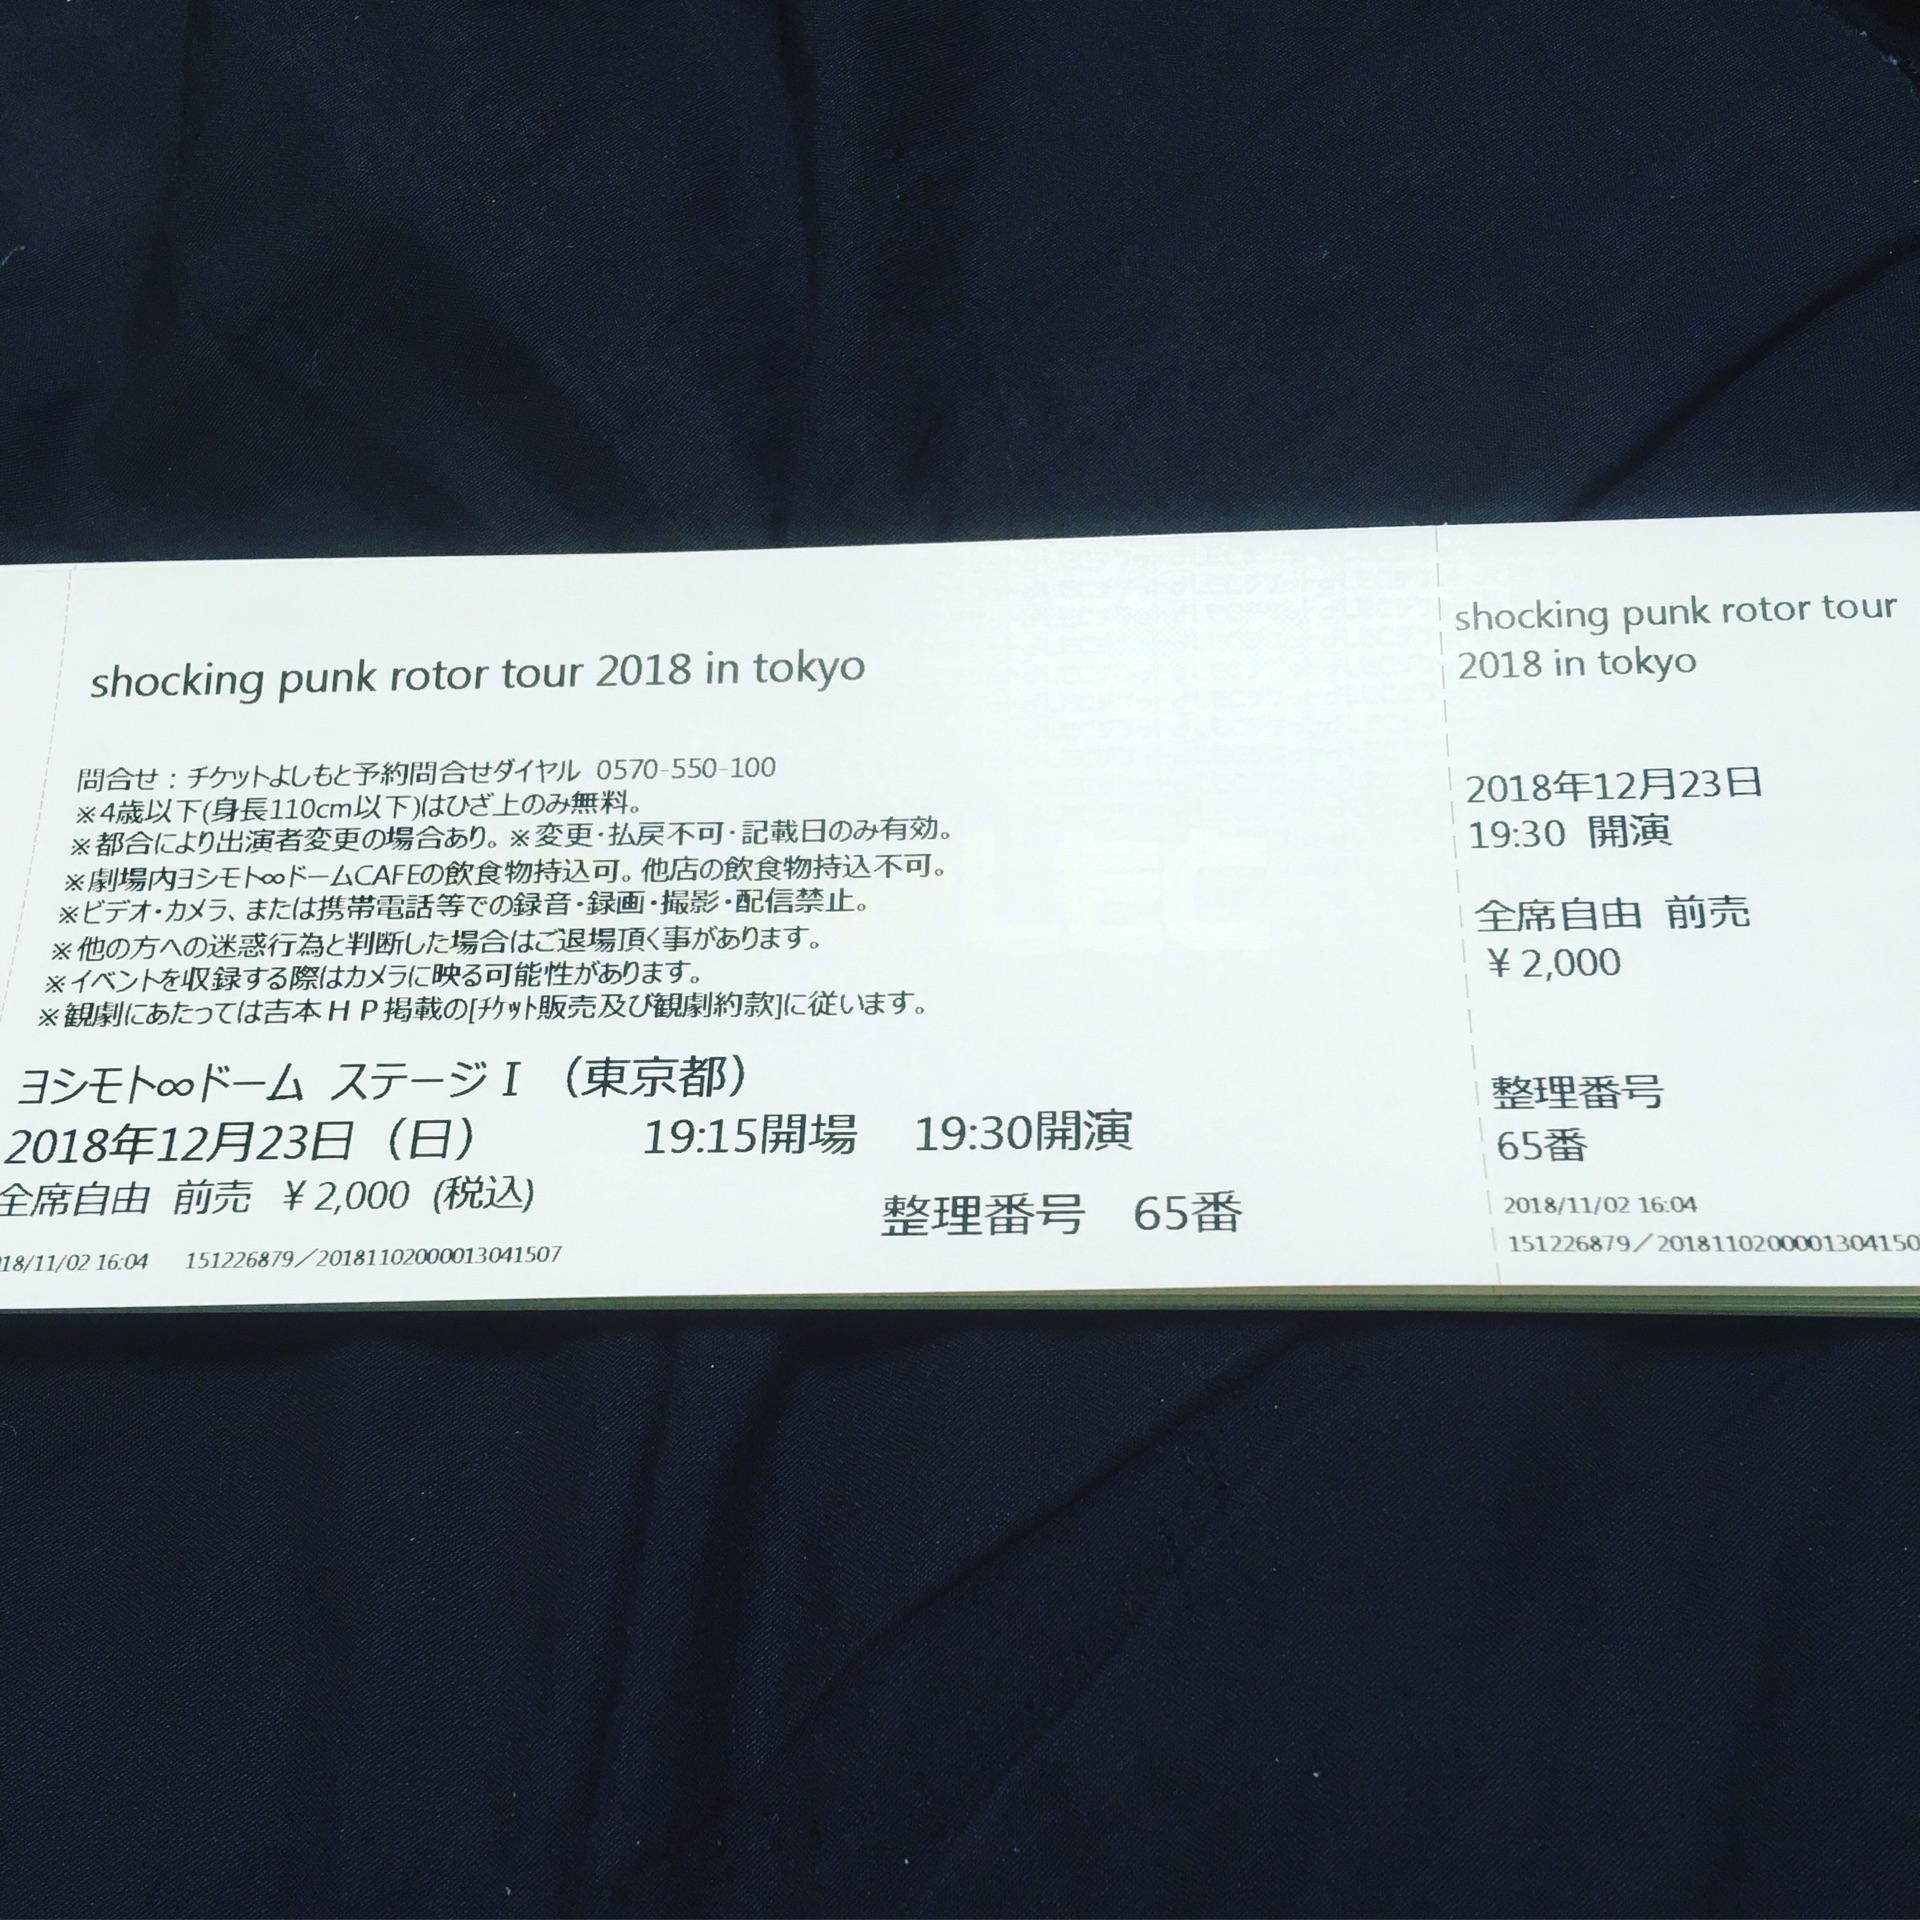 shocking punk rotor tour 2018 in tokyo
問合せ：チケットよしもと予約問合せダイヤル 0570-550-100
※4歳以下(身長110cm以下)はひざ上のみ無料。
※都合により出演者変更の場合あり。※変更・払戻不可・記載日のみ有効。
※劇場内ヨシモト∞ドームCAFEの飲食物持込可。他店の飲食物持込不可。
※ビデオ・カメラ、または携帯電話等での録音・録画・撮影・配信禁止。
※他の方への迷惑行為と判断した場合はご退場頂く事があります。
※イベントを収録する際はカメラに映る可能性があります。
※観劇にあたっては吉本ＨＰ掲載の[ﾁｹｯﾄ販売及び観劇約款]に従います。
ヨシモト∞ドーム ステージⅠ （東京都）
2018年12月23日（日） 19:15開場 19:30開演
全席自由 前売 ￥2,000 (税込)
整理番号 65番
18/11/02 16:04 151226879／20181102000013041507
shocking punk rotor tour
2018 in tokyo
2018年12月23日
19:30 開演
全席自由 前売
￥2,000
整理番号
65番
2018/11/02 16:04
151226879／2018110200001304150